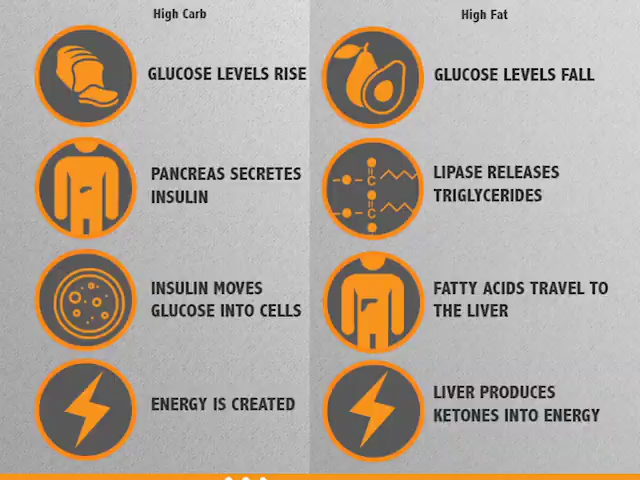 High Carb
GLUCOSE LEVELS RISE
PANCREAS SECRETES
INSULIN
INSULIN MOVES
GLUCOSE INTO CELLS
ENERGY IS CREATED
High Fat
GLUCOSE LEVELS FALL
C
C
LIPASE RELEASES
TRIGLYCERIDES
FATTY ACIDS TRAVEL TO
THE LIVER
LIVER PRODUCES
KETONES INTO ENERGY